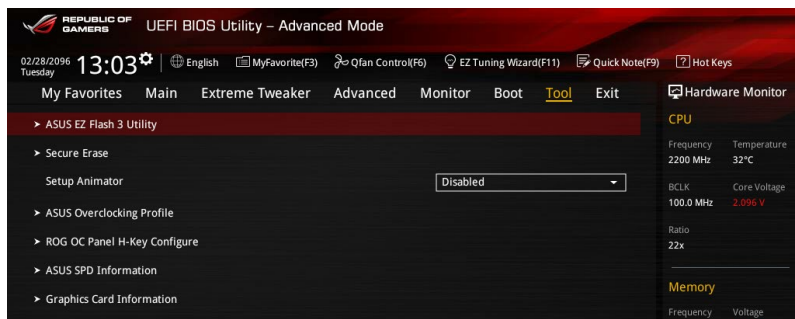 REPUBLIC OF
GAMERS
UEFI BIOS Utility – Advanced Mode
02/28/2096
Tuesday
13:03
English
MyFavorite(F3)
Qfan Control(F6)
EZ Tuning Wizard(F11)
Quick Note(F9)
? Hot Keys
My Favorites Main Extreme Tweaker Advanced Monitor Boot Tool Exit
Hardware Monitor
> ASUS EZ Flash 3 Utility
> Secure Erase
Setup Animator Disabled
> ASUS Overclocking Profile
> ROG OC Panel H-Key Configure
> ASUS SPD Information
> Graphics Card Information
CPU
Frequency Temperature
2200 MHz 32°C
BCLK Core Voltage
100.0 MHz 2.096 V
Ratio
22x
Memory
Frequency Voltage